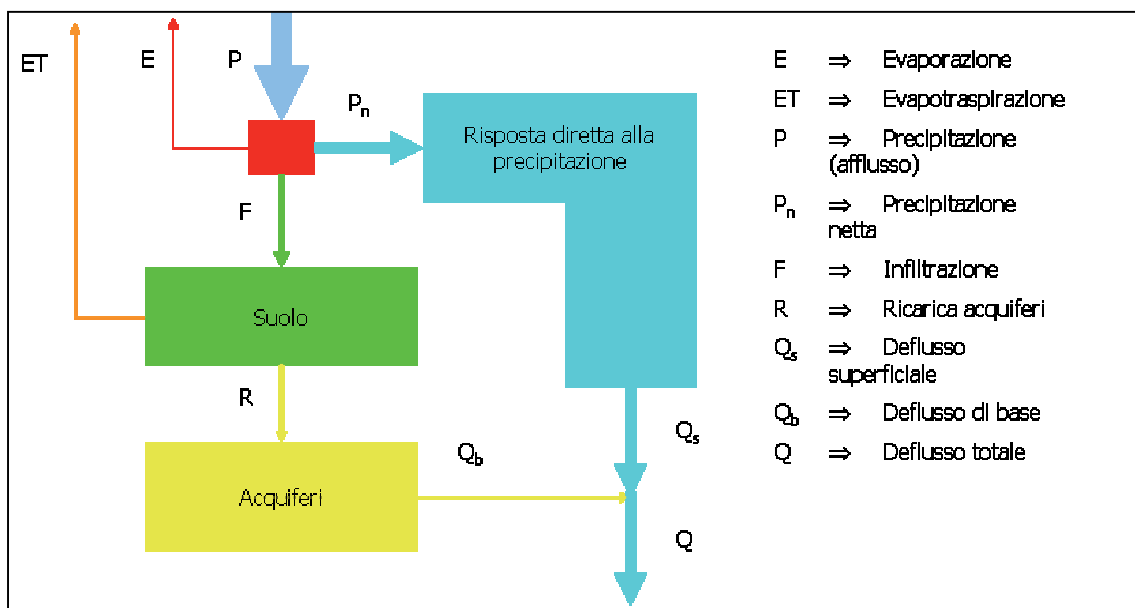 ET
E
P
Pn
Risposta diretta alla
precipitazione
F
Suolo
R
Acquiferi
Qb
Qs
Q
E ⇒ Evaporazione
ET ⇒ Evapotraspirazione
P ⇒ Precipitazione
(afflusso)
Pn ⇒ Precipitazione
netta
F ⇒ Infiltrazione
R ⇒ Ricarica acquiferi
Qs ⇒ Deflusso
superficiale
Qb ⇒ Deflusso di base
Q ⇒ Deflusso totale